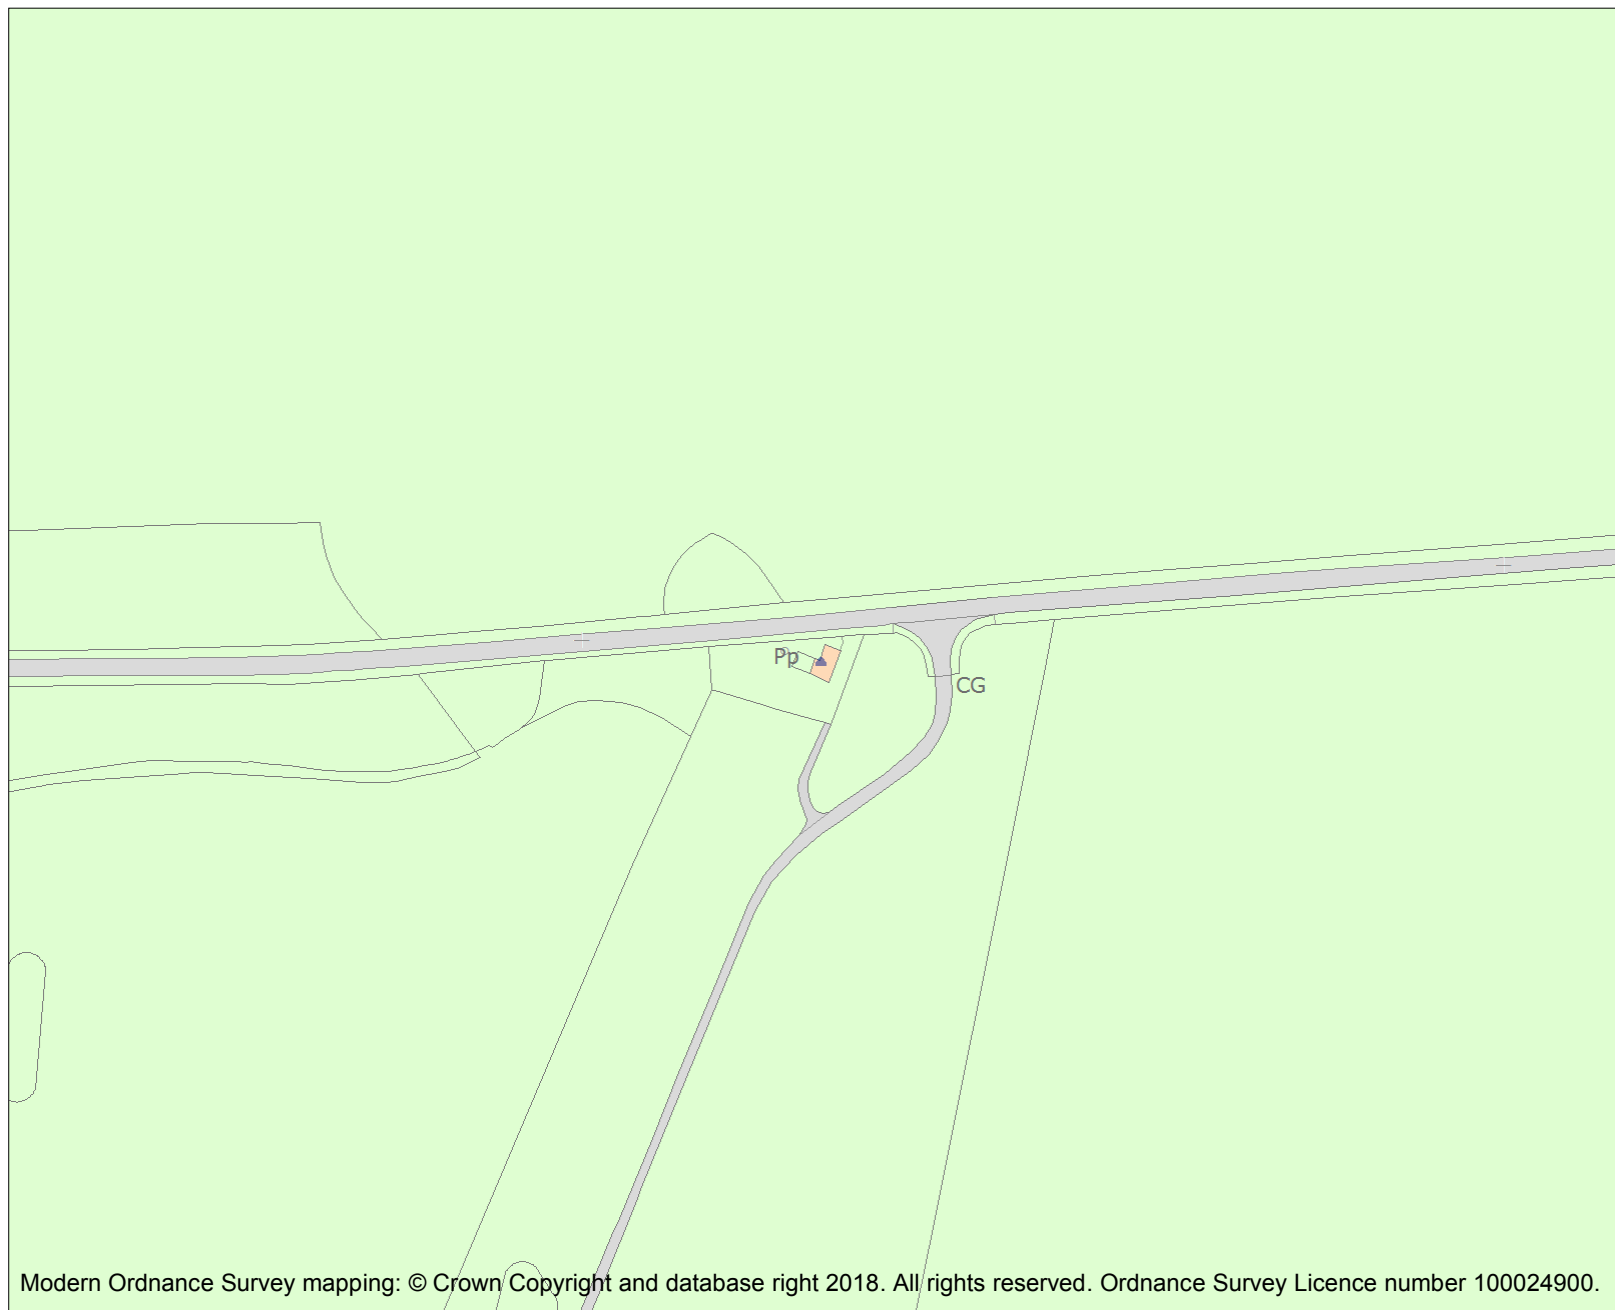 Pp
CG
Modern Ordnance Survey mapping: © Crown Copyright and database right 2018. All rights reserved. Ordnance Survey Licence number 100024900.